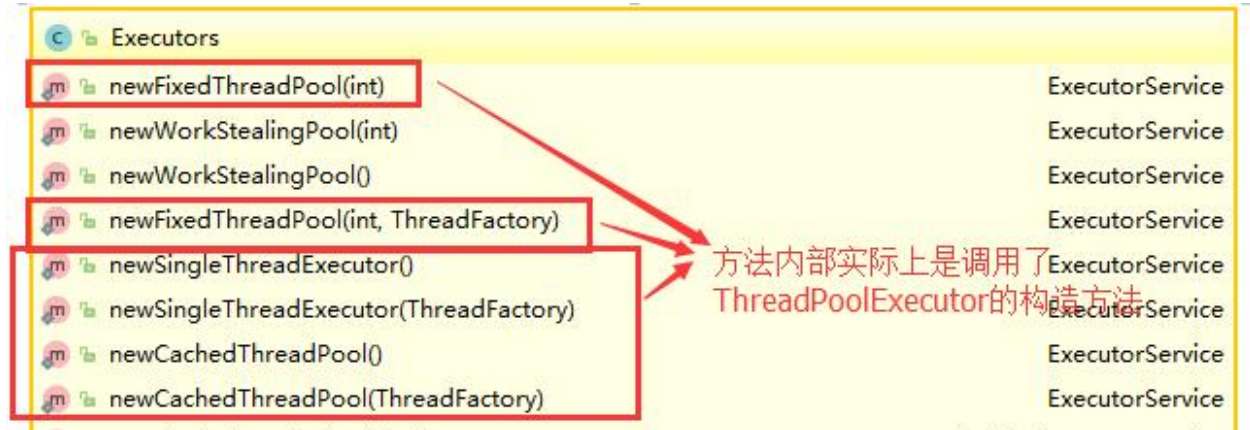 Executors
newFixedThreadPool(int) ExecutorService
newWorkStealingPool(int) ExecutorService
newWorkStealingPool() ExecutorService
newFixedThreadPool(int, ThreadFactory) ExecutorService
newSingleThreadExecutor() ExecutorService
newSingleThreadExecutor(ThreadFactory) ExecutorService
newCachedThreadPool() ExecutorService
newCachedThreadPool(ThreadFactory) ExecutorService
方法内部实际上是调用了
ThreadPoolExecutor的构造方法